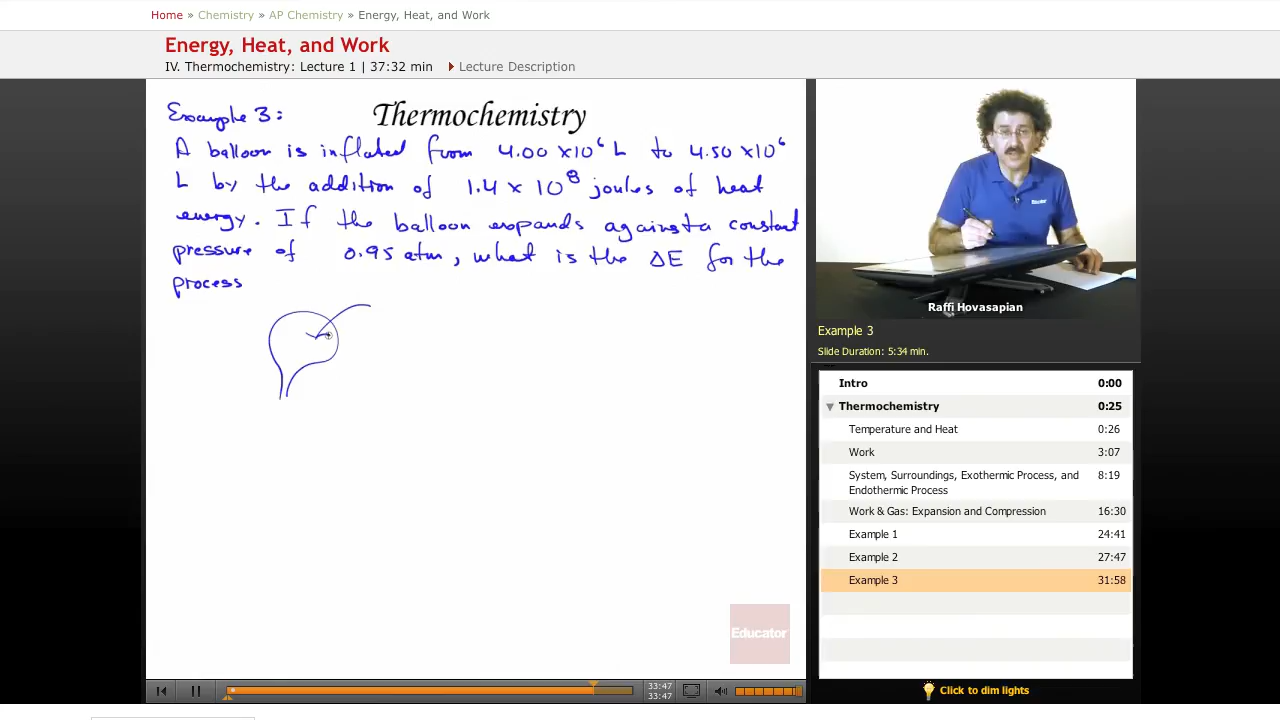 Home » Chemistry » AP Chemistry » Energy, Heat, and Work
Energy, Heat, and Work
IV. Thermochemistry: Lecture 1 | 37:32 min Lecture Description
Example 3: Thermochemistry
A balloon is inflated from 4.00 x10⁶ L to 4.50 x10⁶
L by the addition of 1.4 x 10⁸ joules of heat
energy. If the balloon expands against a constant
pressure of 0.95 atm, what is the ΔE for the
process
Educator
Educator
Raffi Hovasapian
Example 3
Slide Duration: 5:34 min.
Intro 0:00
Thermochemistry 0:25
Temperature and Heat 0:26
Work 3:07
System, Surroundings, Exothermic Process, and 8:19
Endothermic Process
Work & Gas: Expansion and Compression 16:30
Example 1 24:41
Example 2 27:47
Example 3 31:58
33:47
33:47
Click to dim lights